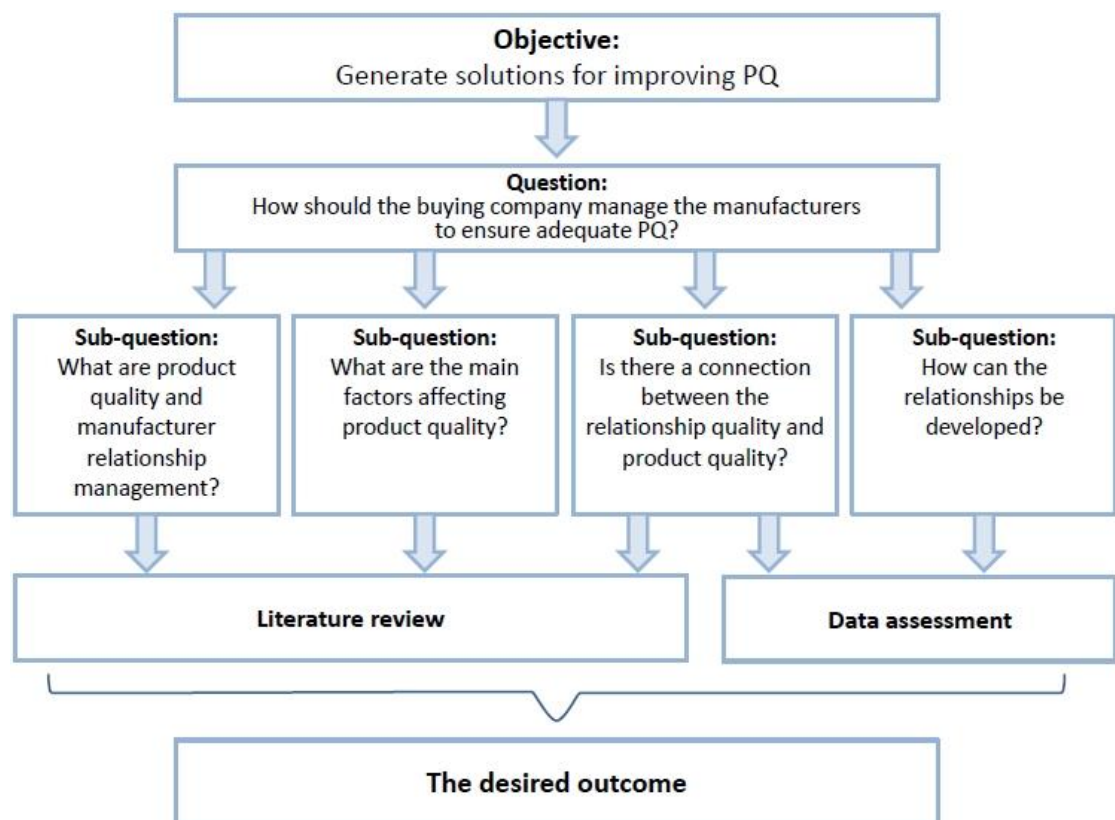 Objective:
Generate solutions for improving PQ
Question:
How should the buying company manage the manufacturers
to ensure adequate PQ?
Sub-question:
What are product
quality and
manufacturer
relationship
management?
Sub-question:
What are the main
factors affecting
product quality?
Sub-question:
Is there a connection
between the
relationship quality and
product quality?
Sub-question:
How can the
relationships be
developed?
Literature review
Data assessment
The desired outcome